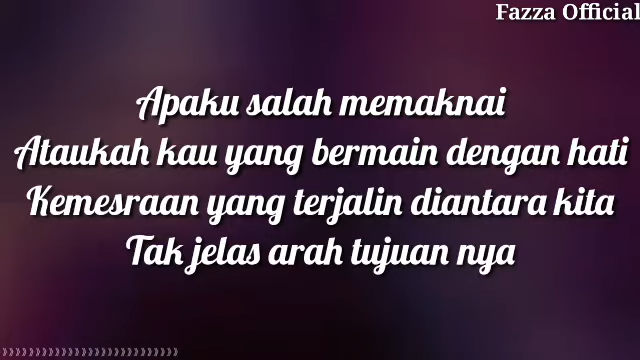 Fazza Official
Apaku salah memaknai
Ataukah kau yang bermain dengan hati
Kemesraan yang terjalin diantara kita
Tak jelas arah tujuan nya